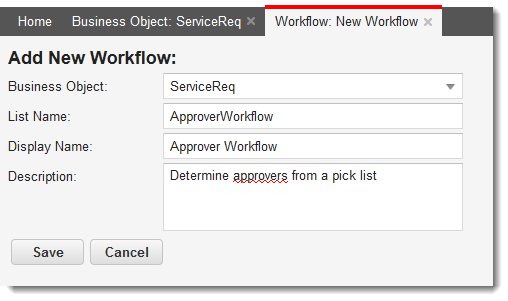 Home Business Object: ServiceReq Workflow: New Workflow
Add New Workflow:
Business Object: ServiceReq
List Name: ApproverWorkflow
Display Name: Approver Workflow
Description: Determine approvers from a pick list
Save Cancel